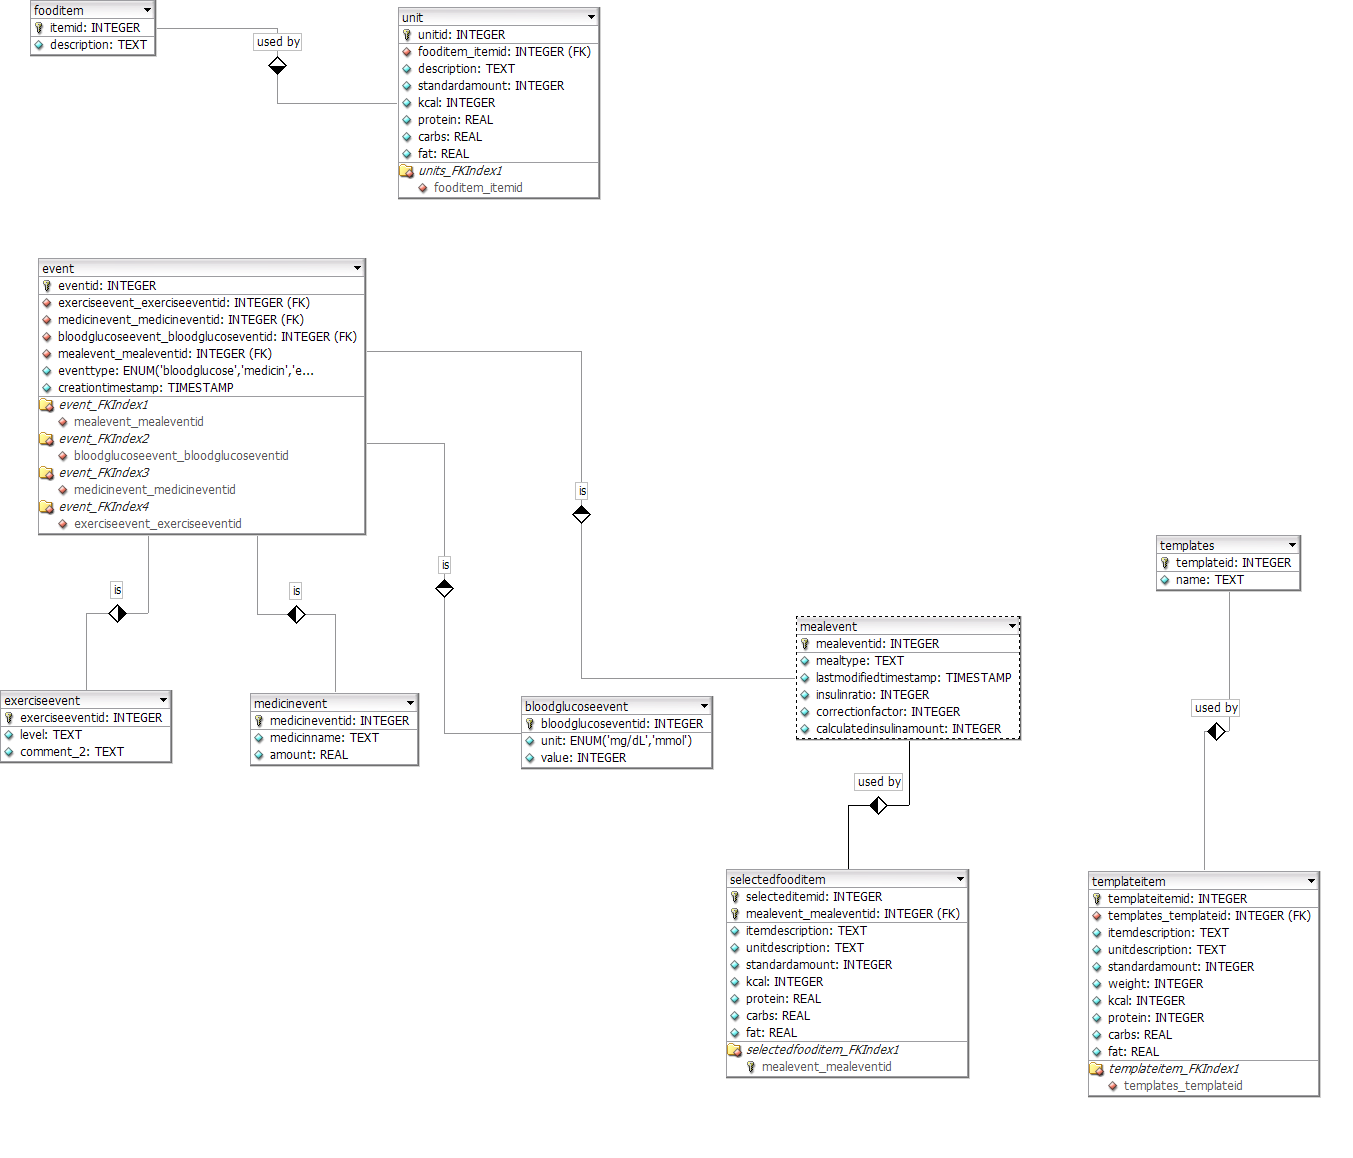 fooditem
itemid: INTEGER
description: TEXT
used by
unit
unitid: INTEGER
fooditem_itemid: INTEGER (FK)
description: TEXT
standardamount: INTEGER
kcal: INTEGER
protein: REAL
carbs: REAL
fat: REAL
units_FKIndex1
fooditem_itemid
event
eventid: INTEGER
exerciseevent_exerciseeventid: INTEGER (FK)
medicinevent_medicineventid: INTEGER (FK)
bloodglucoseevent_bloodglucoseventid: INTEGER (FK)
mealevent_mealeventid: INTEGER (FK)
eventtype: ENUM('bloodglucose','medicin','e...
creationtimestamp: TIMESTAMP
event_FKIndex1
mealevent_mealeventid
event_FKIndex2
bloodglucoseevent_bloodglucoseventid
event_FKIndex3
medicinevent_medicineventid
event_FKIndex4
exerciseevent_exerciseeventid
is
is
is
is
exerciseevent
exerciseeventid: INTEGER
level: TEXT
comment_2: TEXT
medicinevent
medicineventid: INTEGER
medicinname: TEXT
amount: REAL
bloodglucoseevent
bloodglucoseventid: INTEGER
unit: ENUM('mg/dL','mmol')
value: INTEGER
mealevent
mealeventid: INTEGER
mealtype: TEXT
lastmodifiedtimestamp: TIMESTAMP
insulinratio: INTEGER
correctionfactor: INTEGER
calculatedinsulinamount: INTEGER
used by
selectedfooditem
selecteditemid: INTEGER
mealevent_mealeventid: INTEGER (FK)
itemdescription: TEXT
unitdescription: TEXT
standardamount: INTEGER
kcal: INTEGER
protein: REAL
carbs: REAL
fat: REAL
selectedfooditem_FKIndex1
mealevent_mealeventid
templates
templateid: INTEGER
name: TEXT
used by
templateitem
templateitemid: INTEGER
templates_templateid: INTEGER (FK)
itemdescription: TEXT
unitdescription: TEXT
standardamount: INTEGER
weight: INTEGER
kcal: INTEGER
protein: INTEGER
carbs: REAL
fat: REAL
templateitem_FKIndex1
templates_templateid